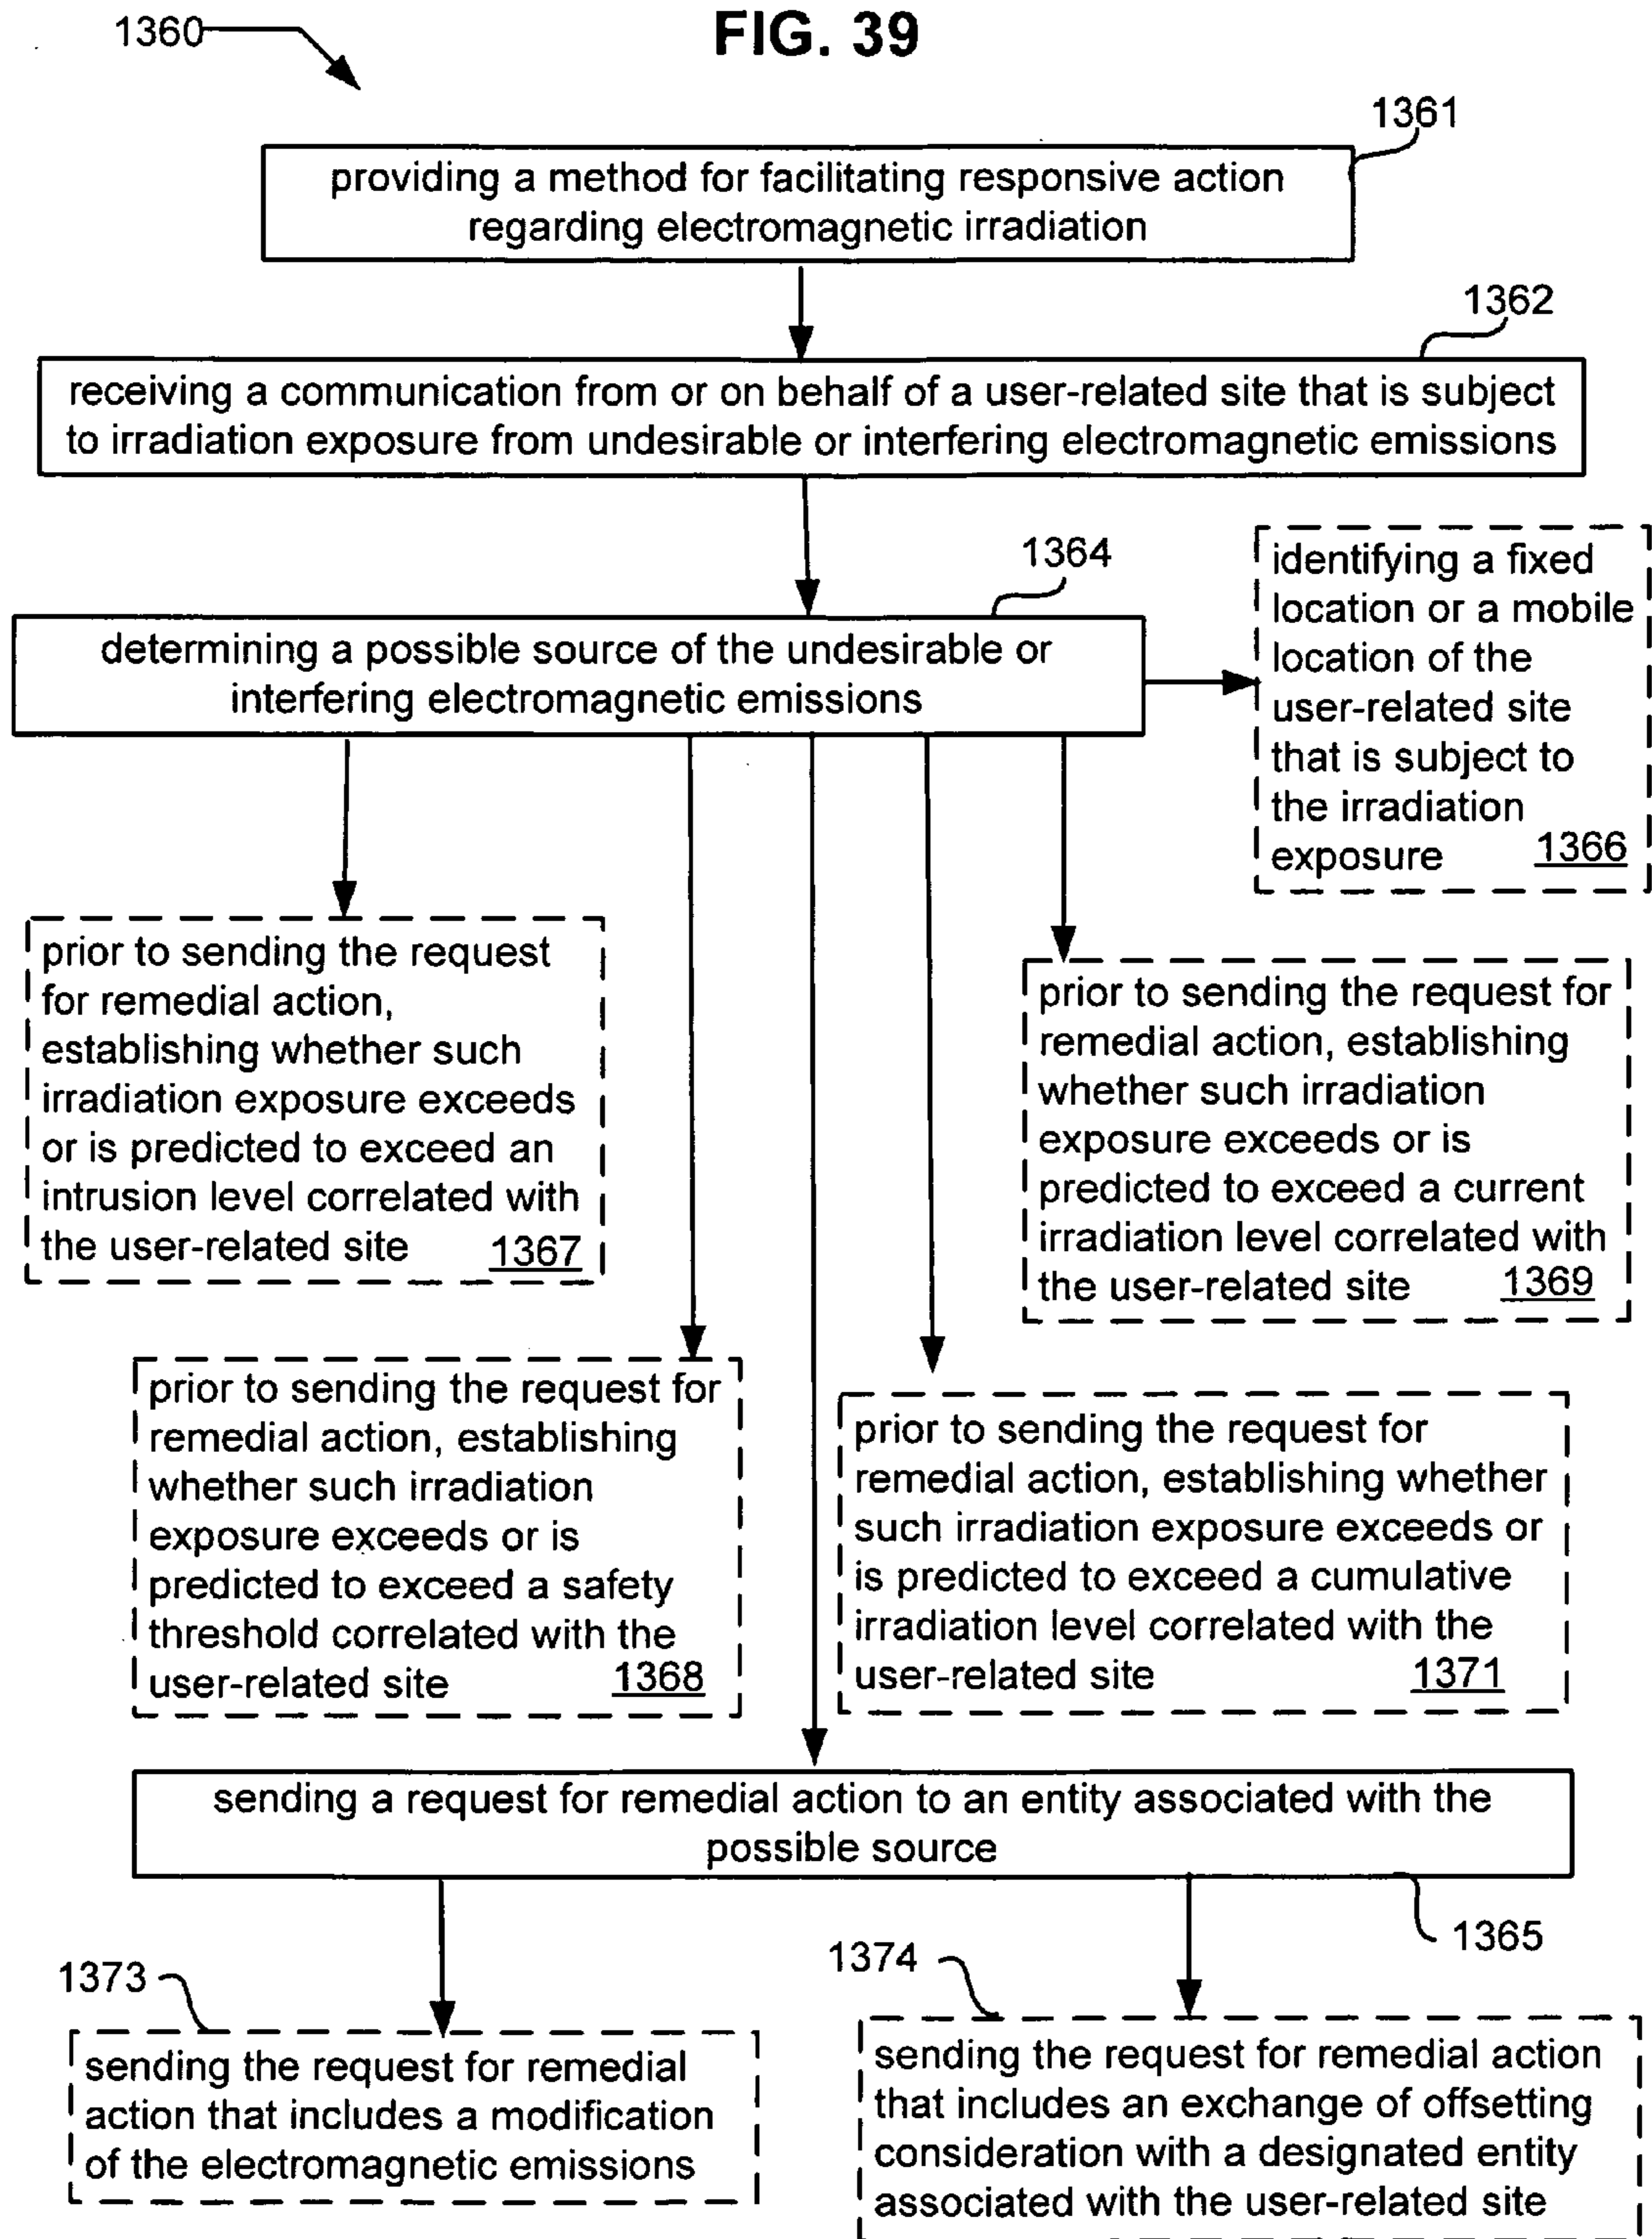 FIG. 39
1360
1361
providing a method for facilitating responsive action
regarding electromagnetic irradiation
1362
receiving a communication from or on behalf of a user-related site that is subject
to irradiation exposure from undesirable or interfering electromagnetic emissions
1364
determining a possible source of the undesirable or
interfering electromagnetic emissions
identifying a fixed
location or a mobile
location of the
user-related site
that is subject to
the irradiation
exposure 1366
prior to sending the request
for remedial action,
establishing whether such
irradiation exposure exceeds
or is predicted to exceed an
intrusion level correlated with
the user-related site 1367
prior to sending the request for
remedial action, establishing
whether such irradiation
exposure exceeds or is
predicted to exceed a current
irradiation level correlated with
the user-related site 1369
prior to sending the request for
remedial action, establishing
whether such irradiation
exposure exceeds or is
predicted to exceed a safety
threshold correlated with the
user-related site 1368
prior to sending the request for
remedial action, establishing whether
such irradiation exposure exceeds or
is predicted to exceed a cumulative
irradiation level correlated with the
user-related site 1371
sending a request for remedial action to an entity associated with the
possible source
1365
1373
sending the request for remedial
action that includes a modification
of the electromagnetic emissions
1374
sending the request for remedial action
that includes an exchange of offsetting
consideration with a designated entity
associated with the user-related site